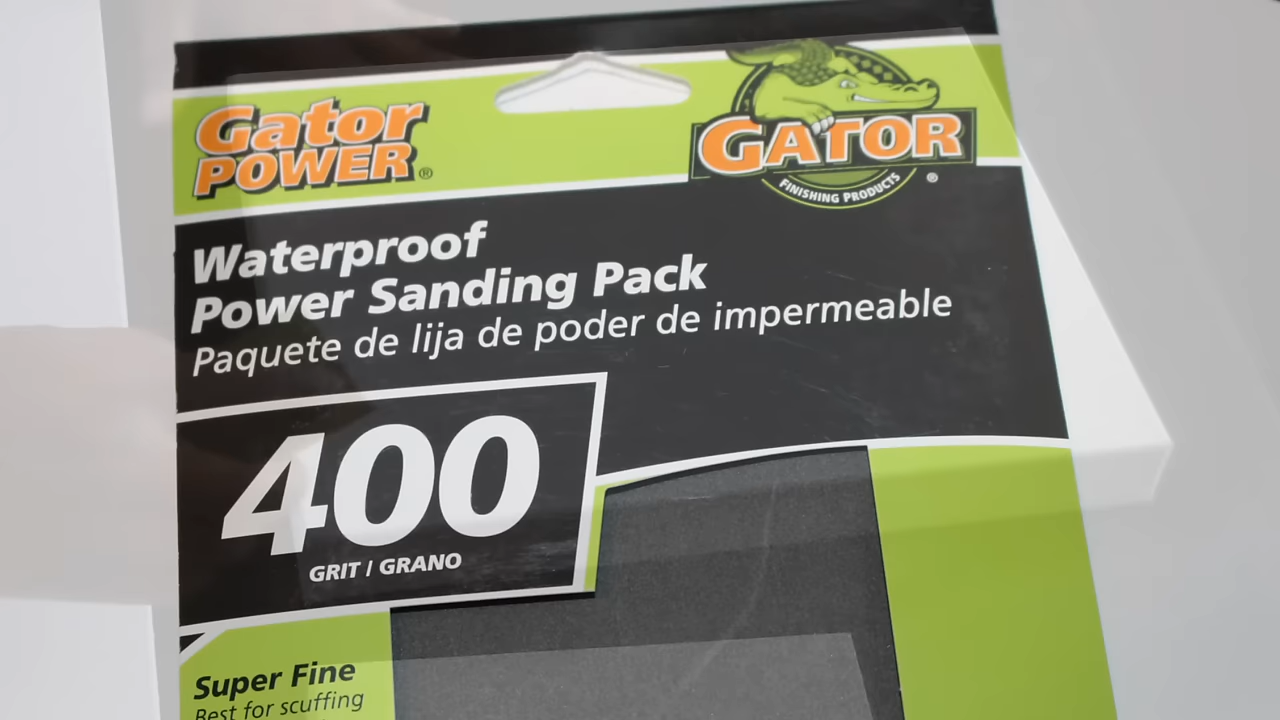 Gator
POWER®
GATOR
FINISHING PRODUCTS ®
Waterproof
Power Sanding Pack
Paquete de lija de poder de impermeable
400
GRIT / GRANO
Super Fine
Best for scuffing